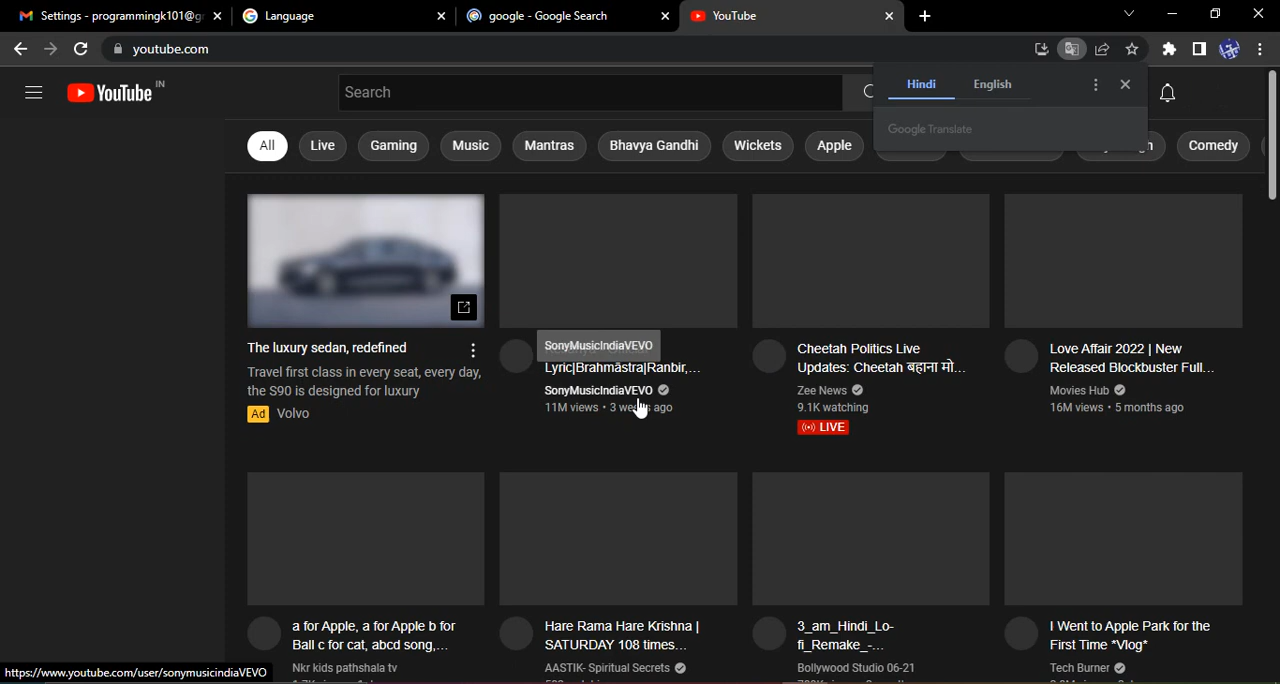 Settings - programmingk101@g
Language
google - Google Search
YouTube
youtube.com
YouTube IN
Search
Hindi English
Google Translate
All Live Gaming Music Mantras Bhavya Gandhi Wickets Apple Comedy
The luxury sedan, redefined
Travel first class in every seat, every day,
the S90 is designed for luxury
Ad Volvo
SonyMusicIndiaVEVO
Lyric|Brahmāstra|Ranbir,...
SonyMusicIndiaVEVO
11M views • 3 weeks ago
Cheetah Politics Live
Updates: Cheetah बहाना मो...
Zee News
9.1K watching
LIVE
Love Affair 2022 | New
Released Blockbuster Full...
Movies Hub
16M views • 5 months ago
a for Apple, a for Apple b for
Ball c for cat, abcd song,...
Nkr kids pathshala tv
Hare Rama Hare Krishna |
SATURDAY 108 times...
AASTIK- Spiritual Secrets
3_am_Hindi_Lo-
fi_Remake_-...
Bollywood Studio 06-21
I Went to Apple Park for the
First Time *Vlog*
Tech Burner
https://www.youtube.com/user/sonymusicindiaVEVO